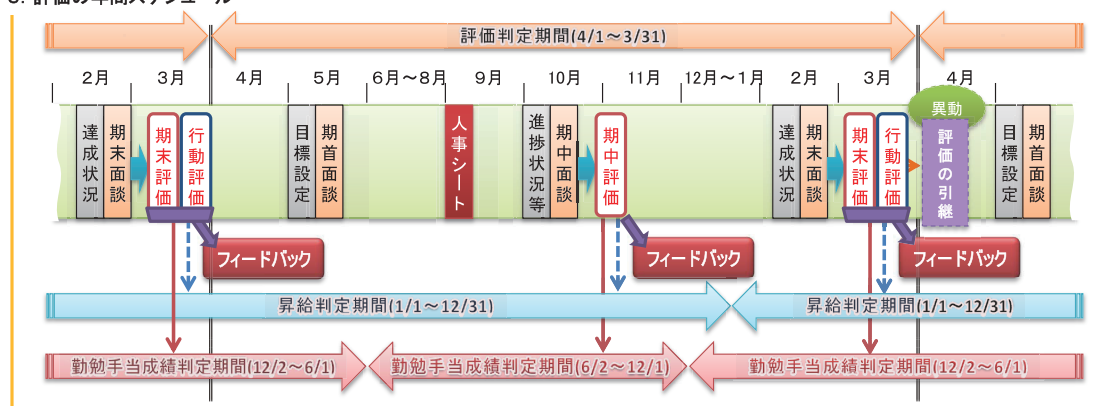 評価判定期間(4/1～3/31)
2月
3月
4月
5月
6月～8月
9月
10月
11月
12月～1月
2月
3月
4月
達成状況
期末面談
期末評価
行動評価
目標設定
期首面談
人事シート
進捗状況等
期中面談
期中評価
達成状況
期末面談
期末評価
行動評価
異動
評価の引継
目標設定
期首面談
フィードバック
フィードバック
フィードバック
昇給判定期間(1/1～12/31)
昇給判定期間(1/1～12/31)
勤勉手当成績判定期間(12/2～6/1)
勤勉手当成績判定期間(6/2～12/1)
勤勉手当成績判定期間(12/2～6/1)